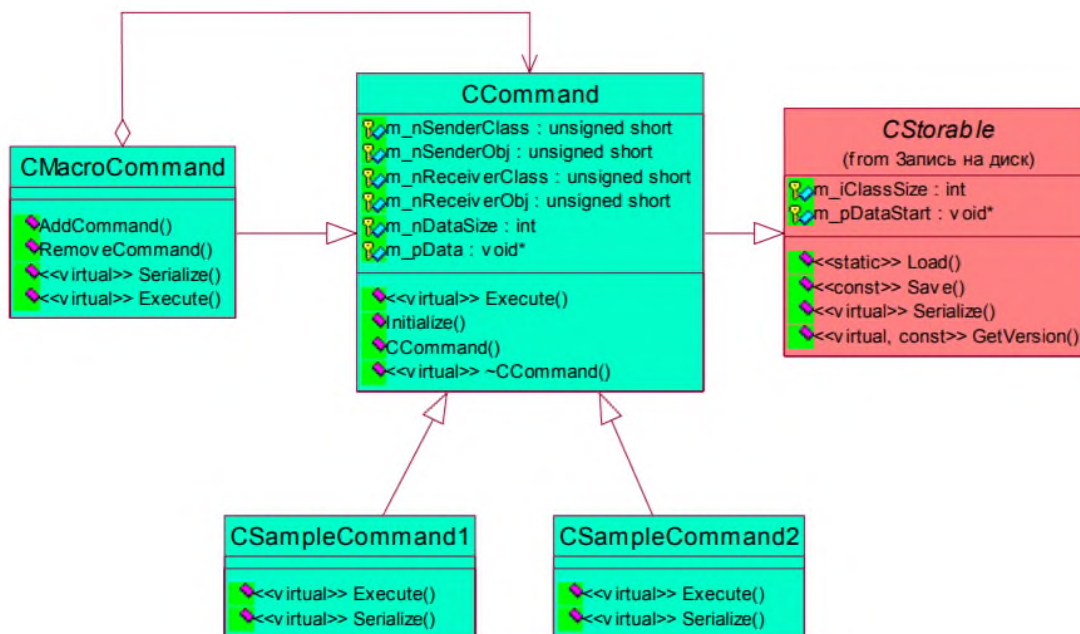 CCommand
m_nSenderClass : unsigned short
m_nSenderObj : unsigned short
m_nReceiverClass : unsigned short
m_nReceiverObj : unsigned short
m_nDataSize : int
m_pData : void*
<<virtual>> Execute()
Initialize()
CCommand()
<<virtual>> ~CCommand()
CMacroCommand
AddCommand()
RemoveCommand()
<<virtual>> Serialize()
<<virtual>> Execute()
CStorable
(from Запись на диск)
m_iClassSize : int
m_pDataStart : void*
<<static>> Load()
<<const>> Save()
<<virtual>> Serialize()
<<virtual, const>> GetVersion()
CSampleCommand1
<<virtual>> Execute()
<<virtual>> Serialize()
CSampleCommand2
<<virtual>> Execute()
<<virtual>> Serialize()